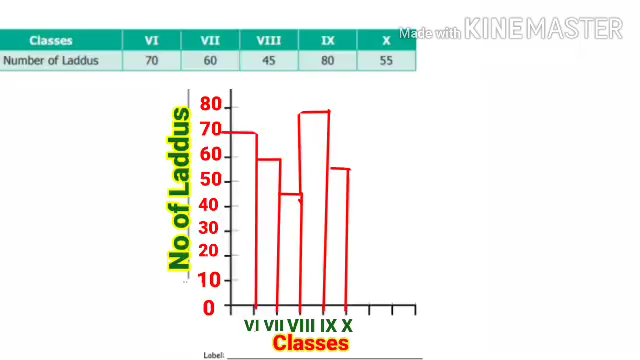 Made with KINEMASTER
Classes VI VII VIII IX X
Number of Laddus 70 60 45 80 55
No of Laddus
80
70
60
50
40
30
20
10
0
VI VII VIII IX X
Classes
Label: